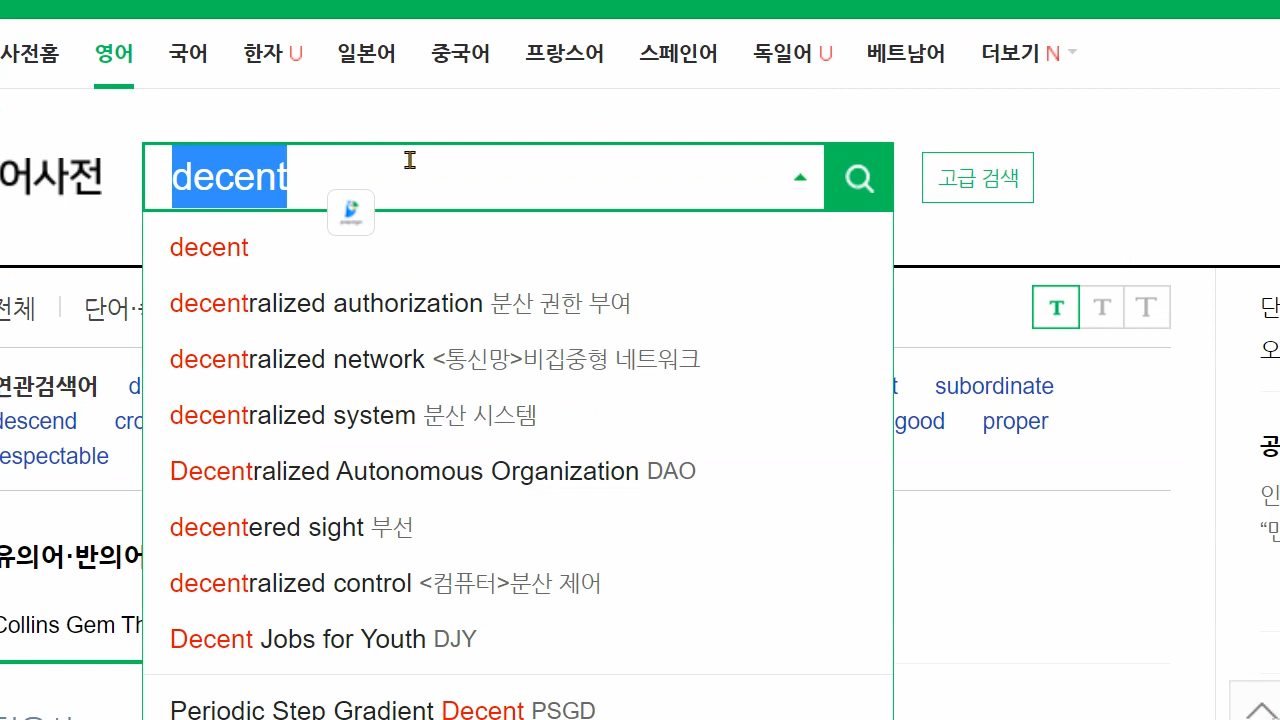 사전홈 영어 국어 한자 U 일본어 중국어 프랑스어 스페인어 독일어 U 베트남어 더보기 N
어사전 decent 고급 검색
decent
decentralized authorization 분산 권한 부여
decentralized network <통신망>비집중형 네트워크
decentralized system 분산 시스템
Decentralized Autonomous Organization DAO
decentered sight 부선
decentralized control <컴퓨터>분산 제어
Decent Jobs for Youth DJY
Periodic Step Gradient Decent PSGD
전체 단어· T T T
연관검색어 d t subordinate
descend cro good proper
espectable
유의어·반의어
Collins Gem Th
단
오
공
인